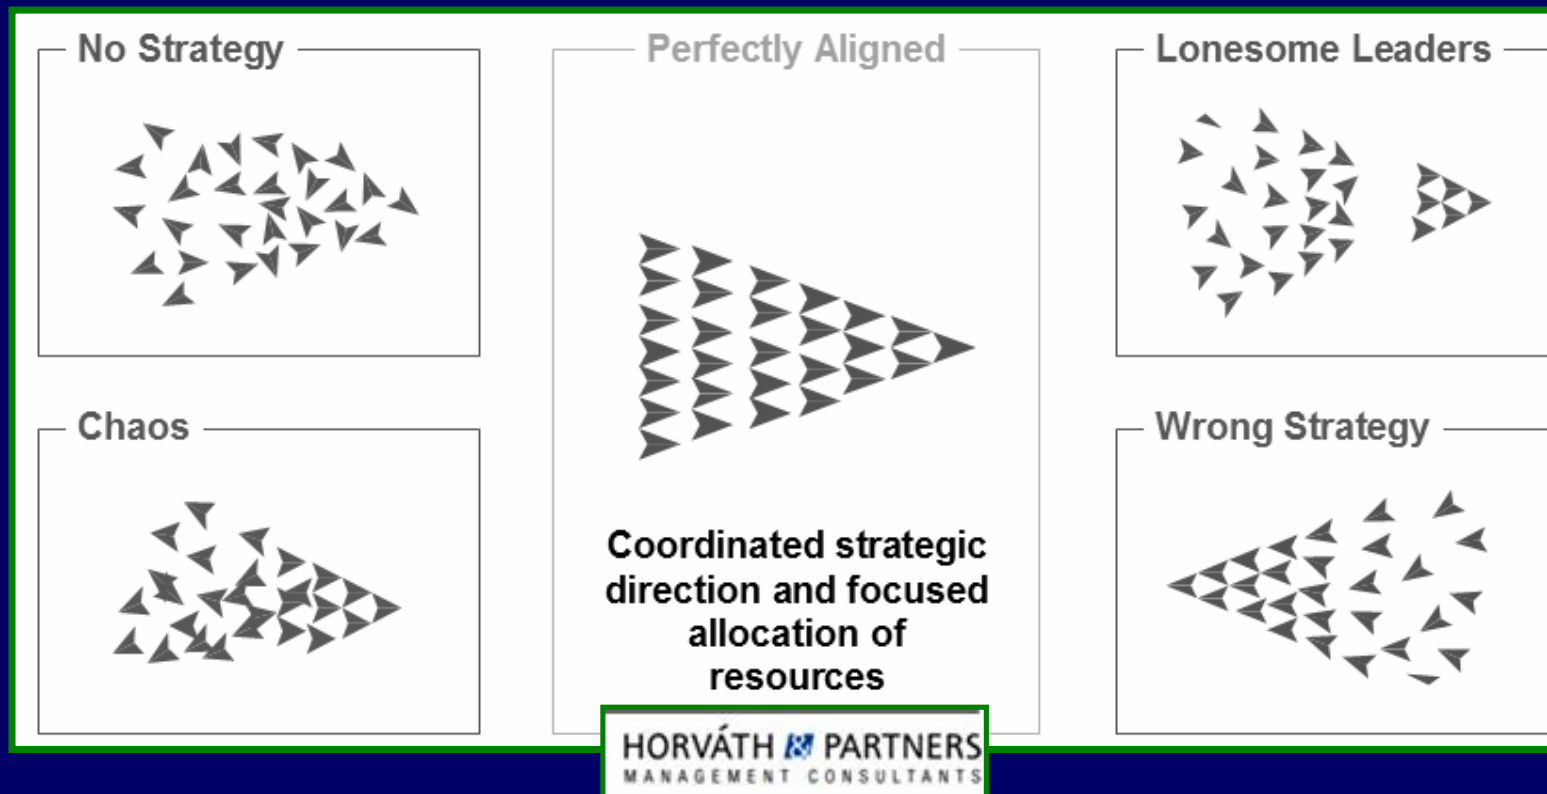 No Strategy
Perfectly Aligned
Lonesome Leaders
Chaos
Wrong Strategy
Coordinated strategic
direction and focused
allocation of
resources
HORVÁTH & PARTNERS
MANAGEMENT CONSULTANTS